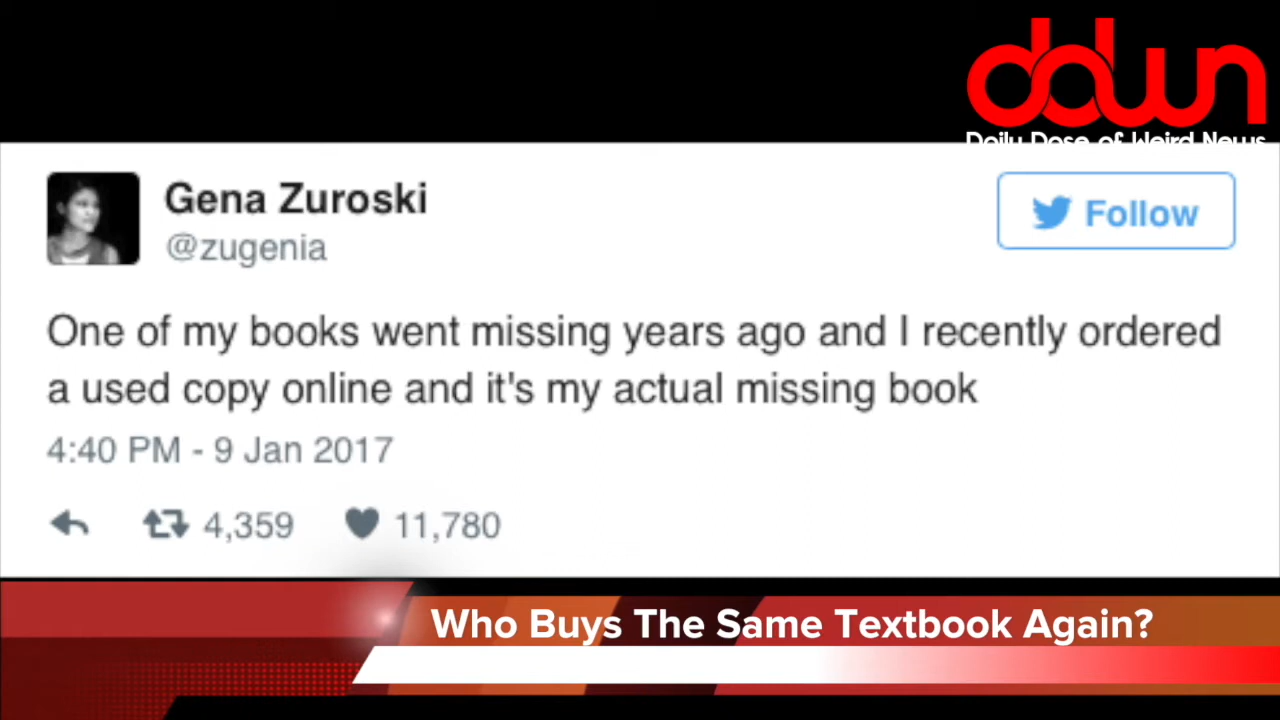 down
Daily Dose of Weird News
Gena Zuroski
@zugenia
Follow
One of my books went missing years ago and I recently ordered
a used copy online and it's my actual missing book
4:40 PM - 9 Jan 2017
4,359 11,780
Who Buys The Same Textbook Again?